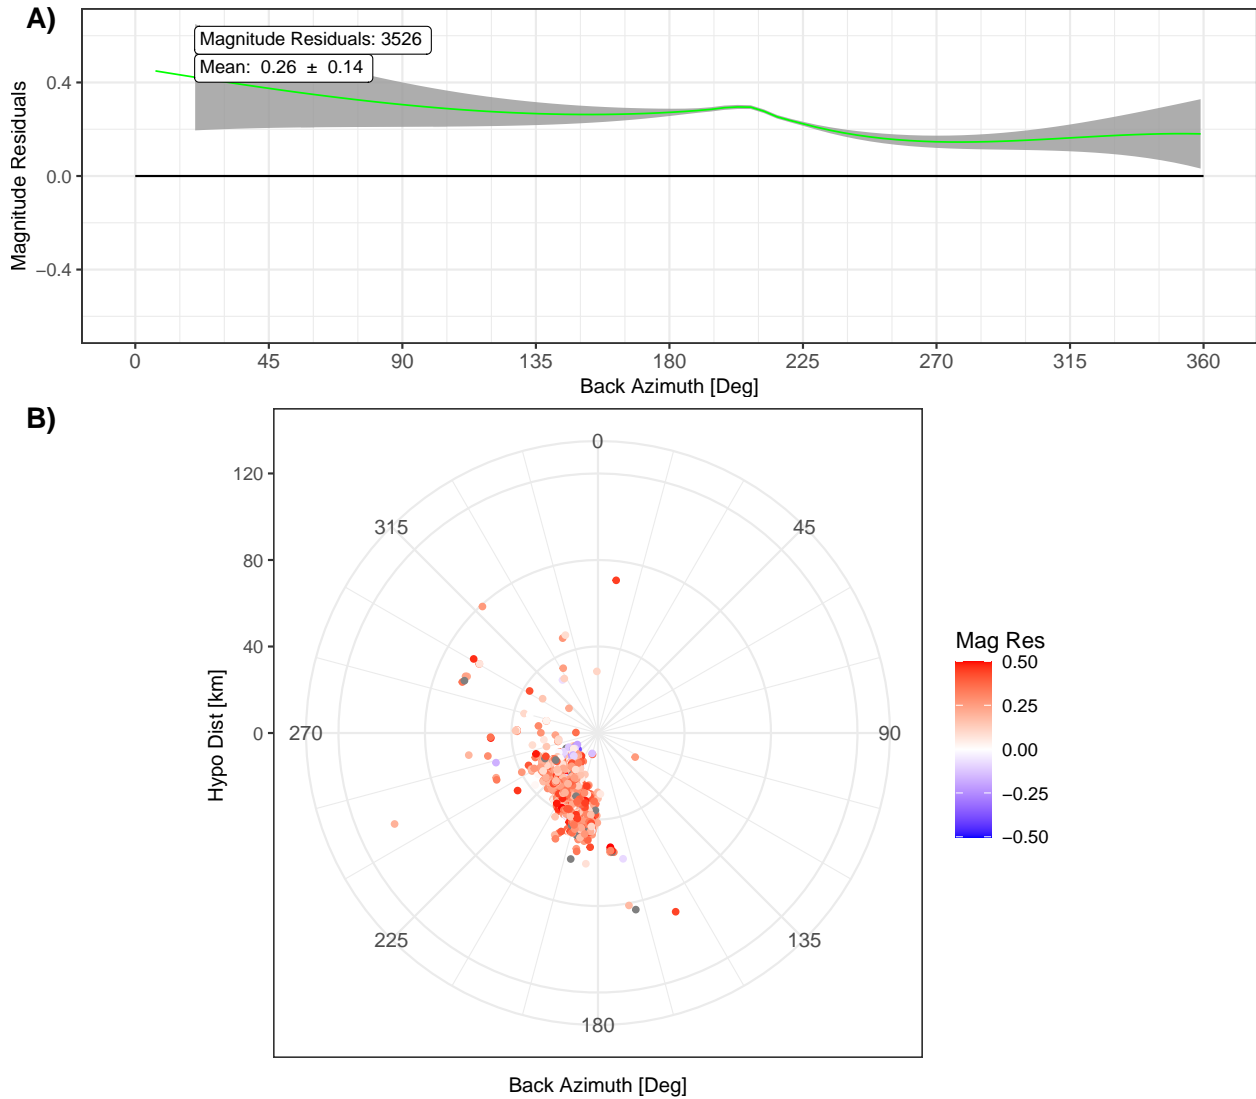 A)
Magnitude Residuals: 3526
Mean: 0.26 ± 0.14
Magnitude Residuals
0.4
0.0
−0.4
0 45 90 135 180 225 270 315 360
Back Azimuth [Deg]
B)
Hypo Dist [km]
120
80
40
0
0
45
90
135
180
225
270
315
Back Azimuth [Deg]
Mag Res
0.50
0.25
0.00
−0.25
−0.50